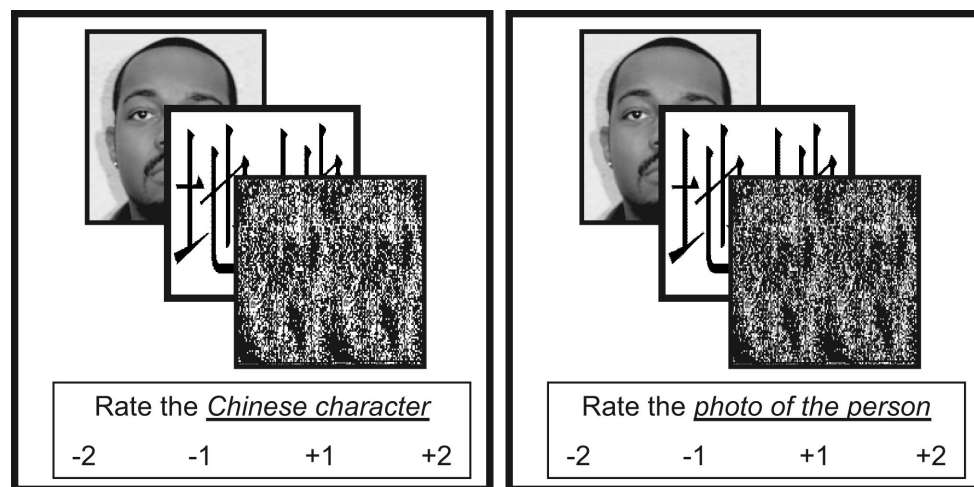 Rate the Chinese character
-2 -1 +1 +2
Rate the photo of the person
-2 -1 +1 +2